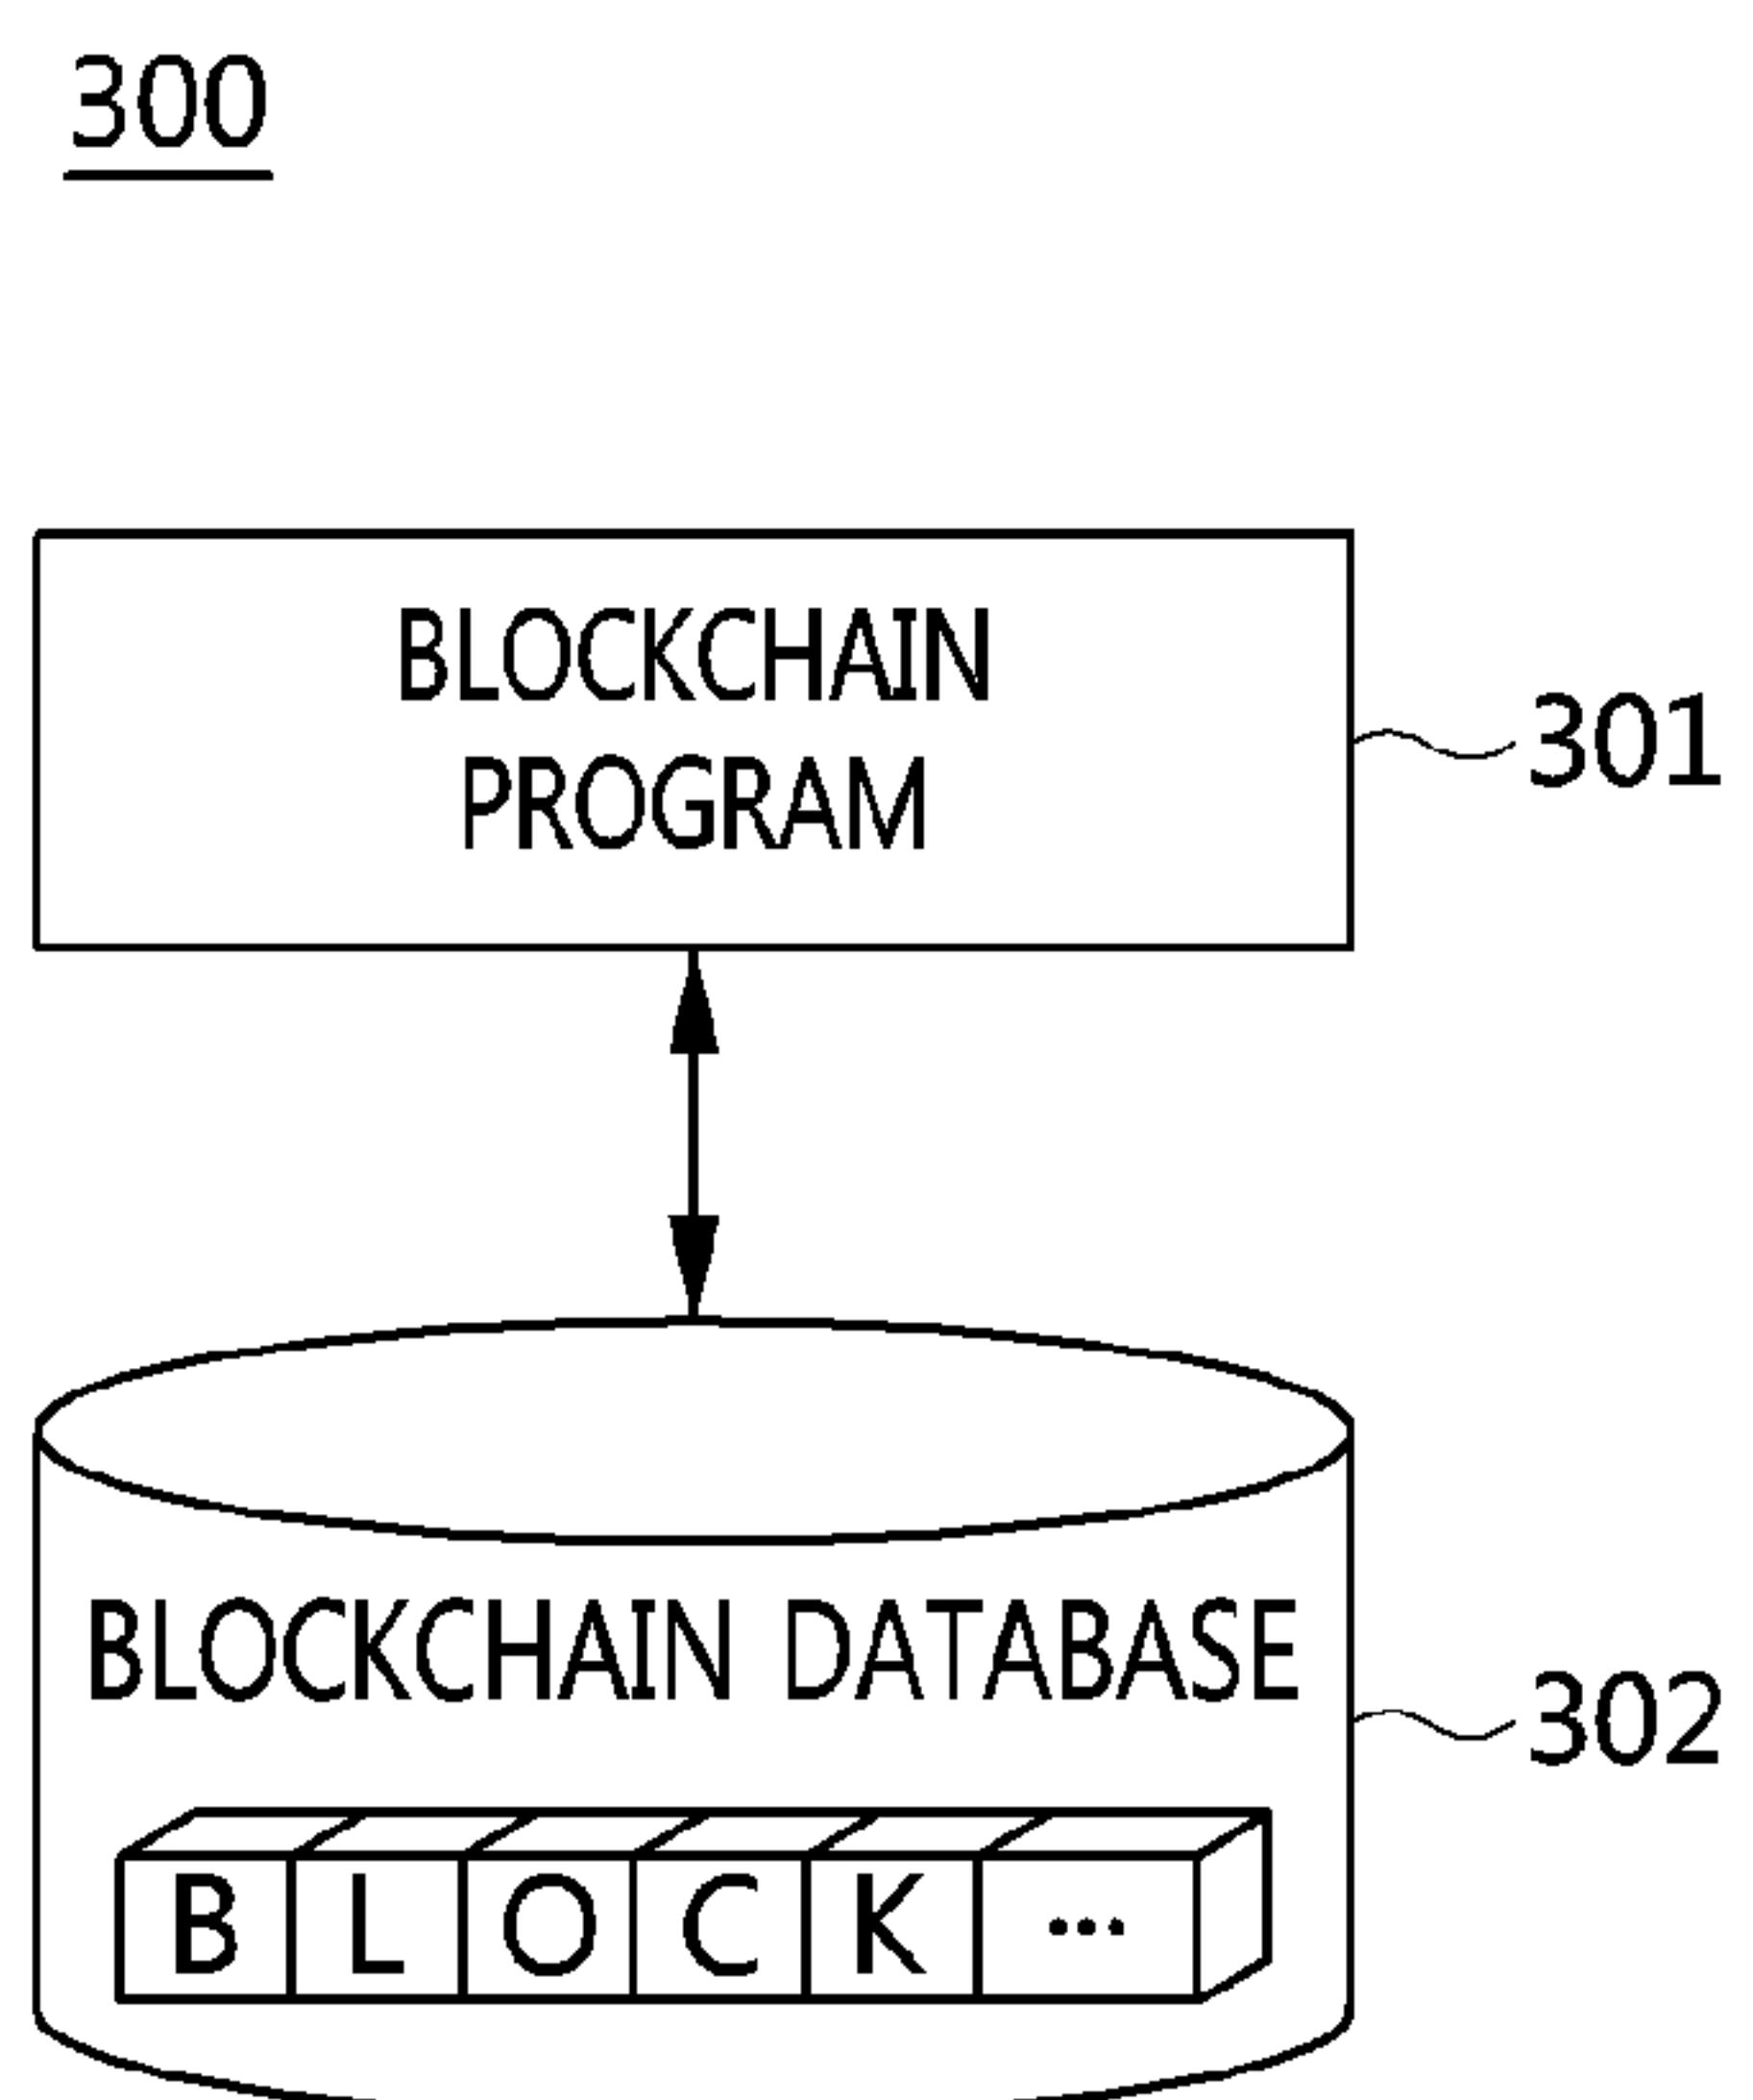 300
BLOCKCHAIN
PROGRAM
301
BLOCKCHAIN DATABASE
302
B L O C K ...